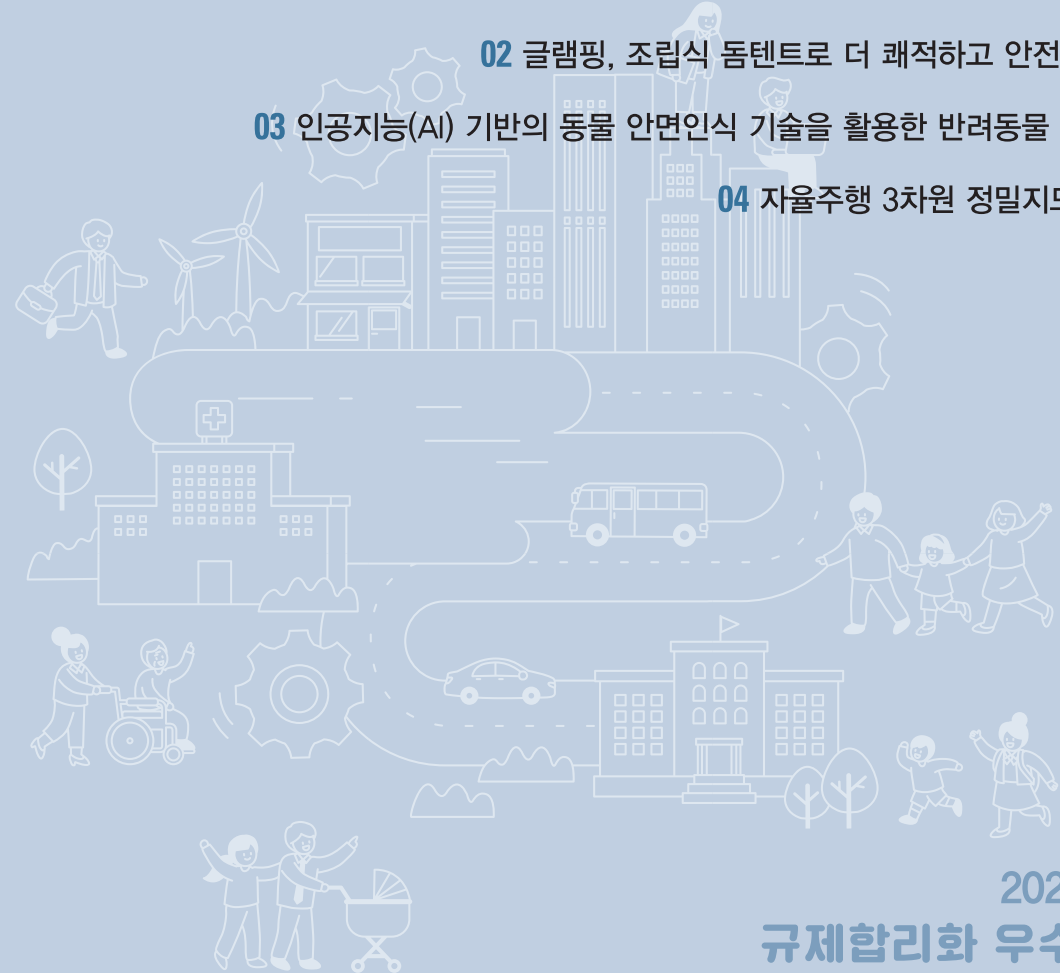 02 글램핑, 조립식 돔텐트로 더 쾌적하고 안전
03 인공지능(AI) 기반의 동물 안면인식 기술을 활용한 반려동물
04 자율주행 3차원 정밀지도
202
규제합리화 우수